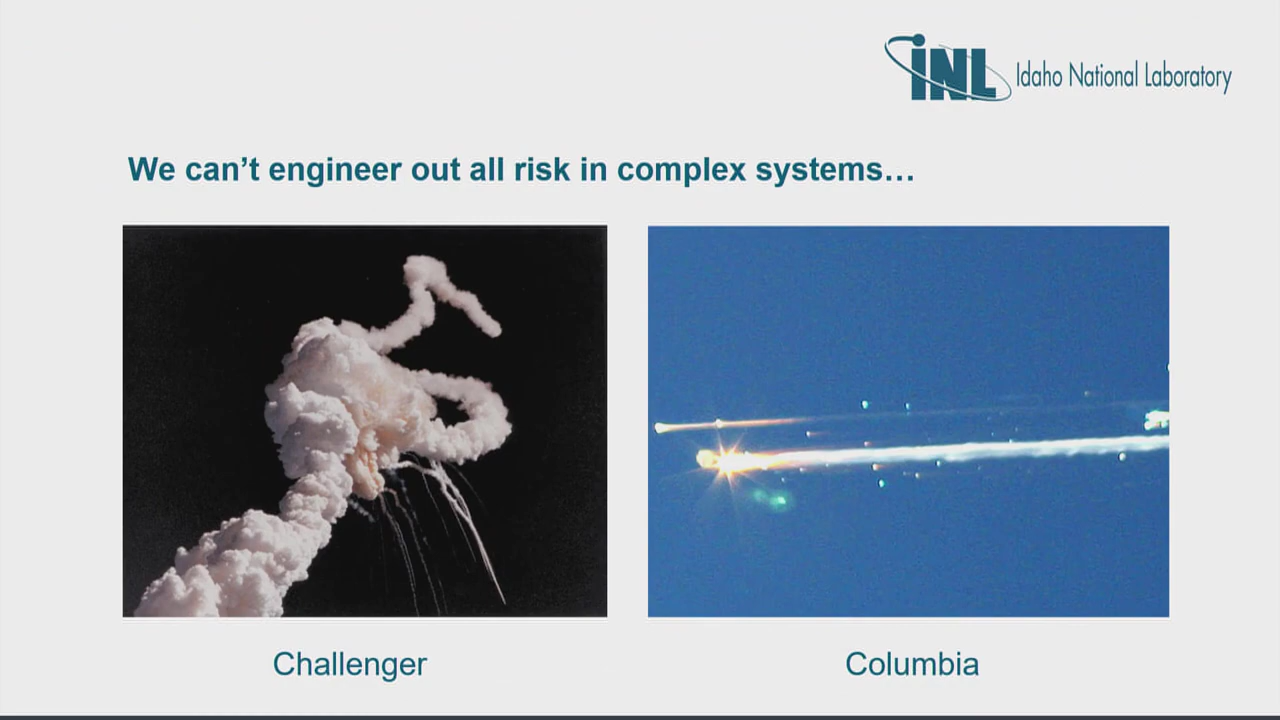 INL Idaho National Laboratory
We can’t engineer out all risk in complex systems…
Challenger
Columbia